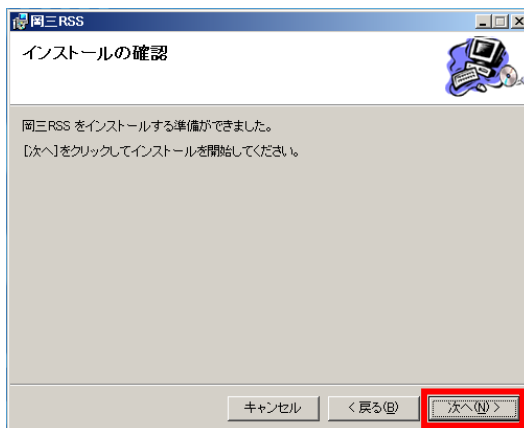 岡三RSS
インストールの確認
岡三RSS をインストールする準備ができました。
[次へ]をクリックしてインストールを開始してください。
キャンセル
< 戻る(B)
次へ(N) >